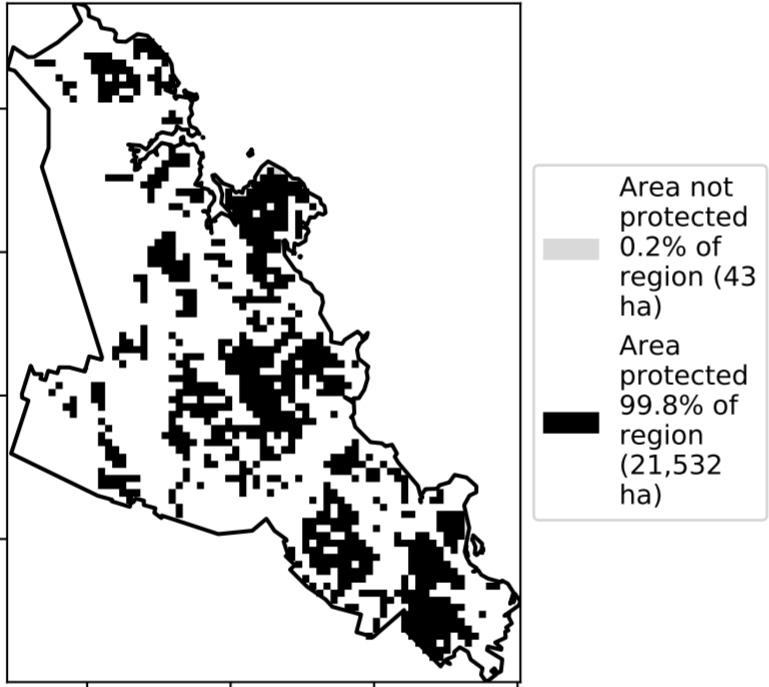 Area not
protected
0.2% of
region (43
ha)
Area
protected
99.8% of
region
(21,532
ha)